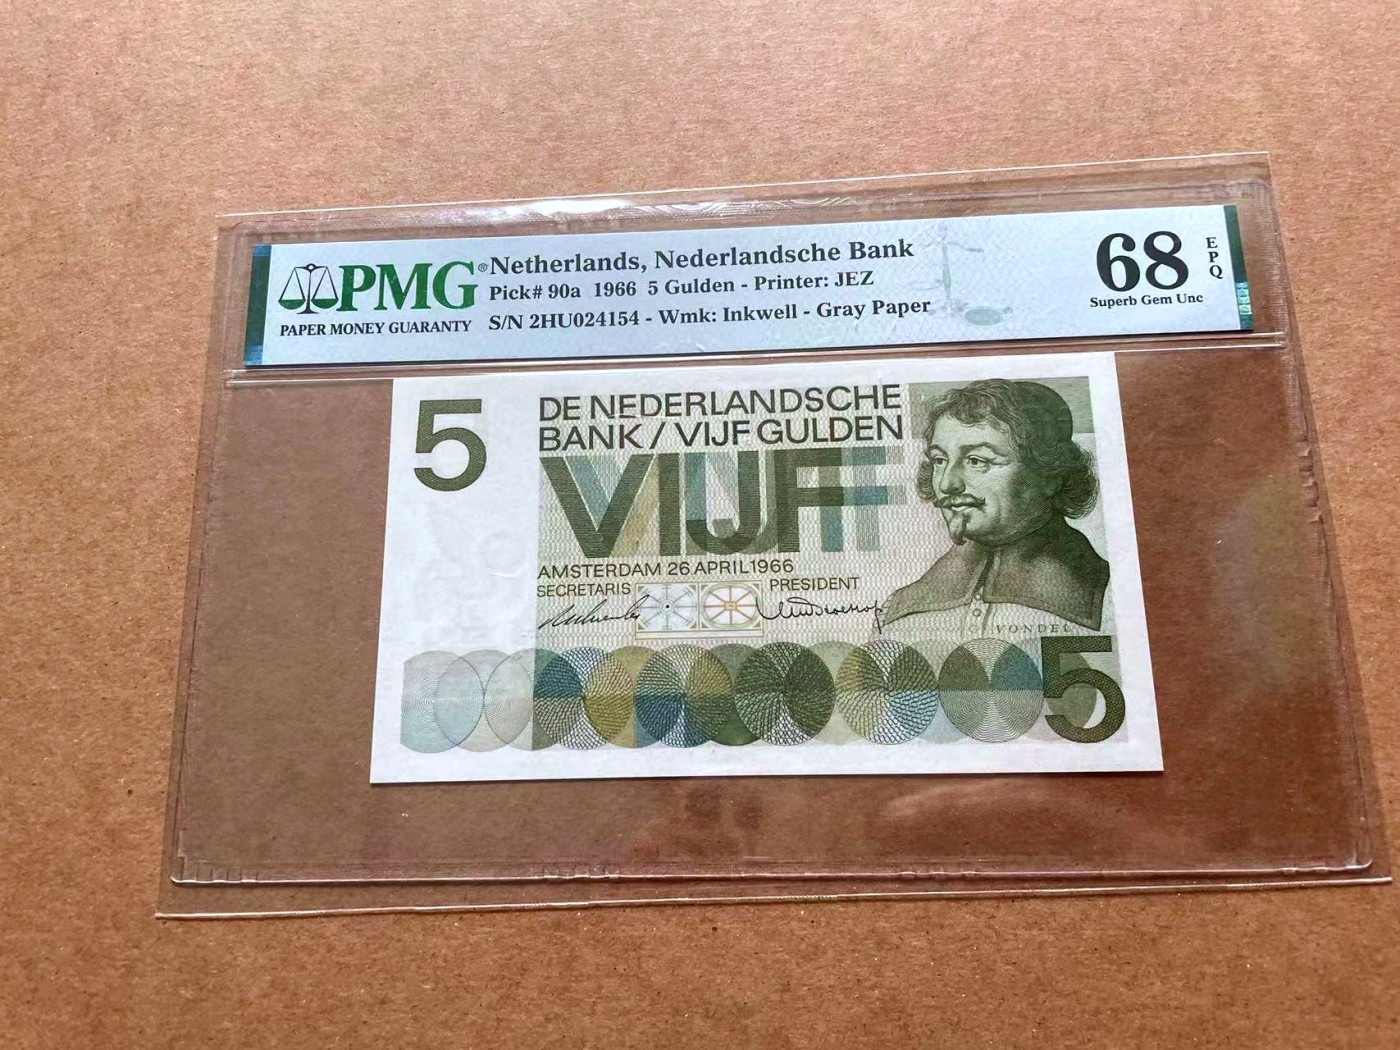 PMG®
PAPER MONEY GUARANTY
Netherlands, Nederlandsche Bank
Pick# 90a 1966 5 Gulden - Printer: JEZ
S/N 2HU024154 - Wmk: Inkwell - Gray Paper
68
Superb Gem Unc
EPQ
5
DE NEDERLANDSCHE
BANK / VIJF GULDEN
VIJF
AMSTERDAM 26 APRIL 1966
SECRETARIS
PRESIDENT
VONDEL
5